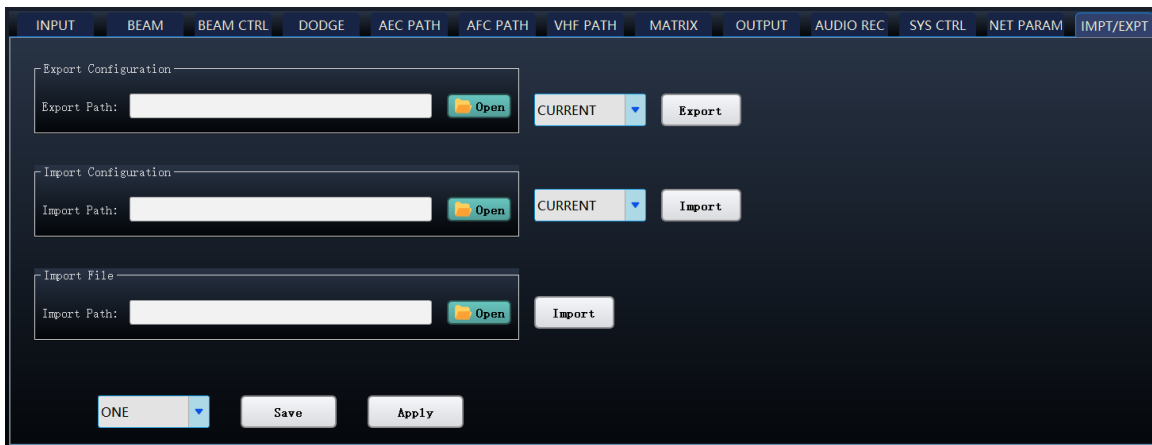 INPUT BEAM BEAM CTRL DODGE AEC PATH AFC PATH VHF PATH MATRIX OUTPUT AUDIO REC SYS CTRL NET PARAM IMPT/EXPT
Export Configuration
Export Path: Open CURRENT Export
Import Configuration
Import Path: Open CURRENT Import
Import File
Import Path: Open Import
ONE Save Apply